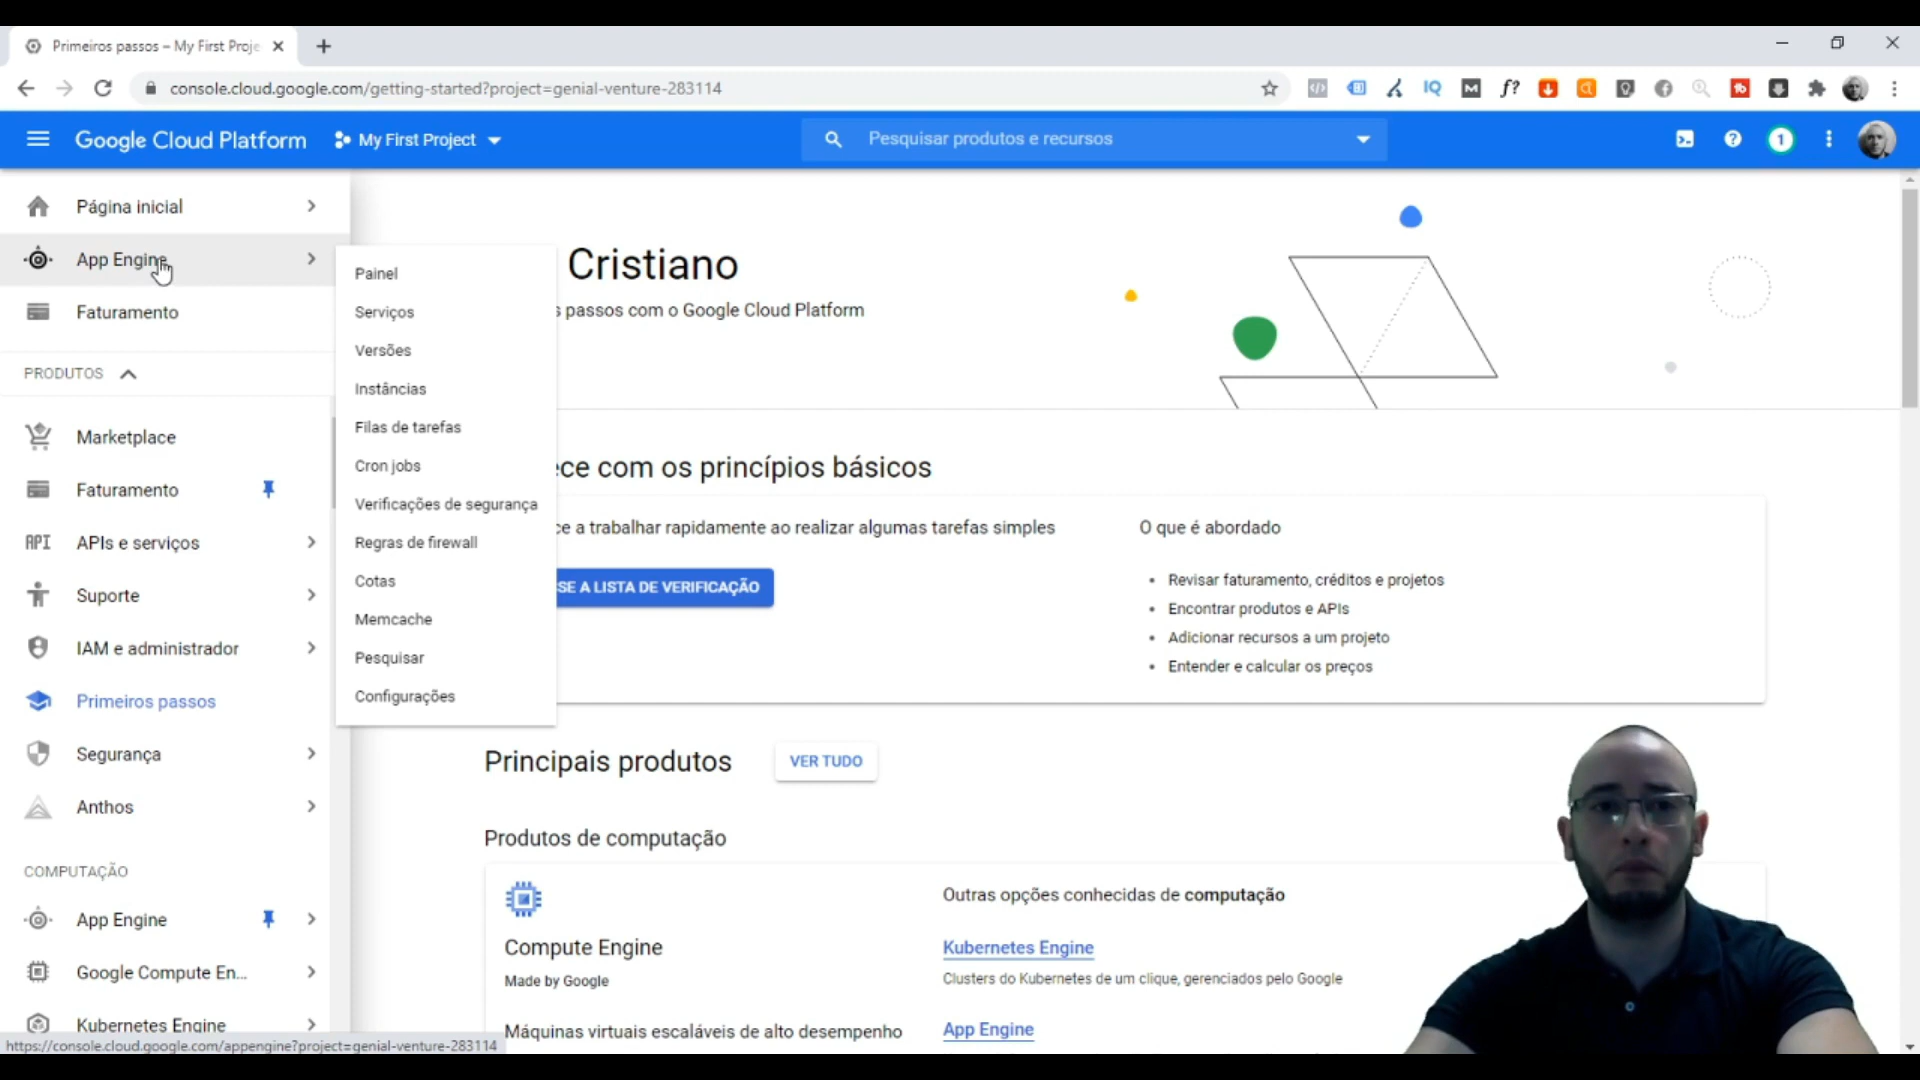 Primeiros passos – My First Proje
console.cloud.google.com/getting-started?project=genial-venture-283114
IQ
M
f?
Google Cloud Platform
My First Project
Pesquisar produtos e recursos
1
Página inicial
App Engine
Faturamento
PRODUTOS
Marketplace
Faturamento
API
APIs e serviços
Suporte
IAM e administrador
Primeiros passos
Segurança
Anthos
COMPUTAÇÃO
App Engine
Google Compute En...
Kubernetes Engine
https://console.cloud.google.com/appengine?project=genial-venture-283114
Painel
Serviços
Versões
Instâncias
Filas de tarefas
Cron jobs
Verificações de segurança
Regras de firewall
Cotas
Memcache
Pesquisar
Configurações
Cristiano
s passos com o Google Cloud Platform
ece com os princípios básicos
ce a trabalhar rapidamente ao realizar algumas tarefas simples
SE A LISTA DE VERIFICAÇÃO
O que é abordado
• Revisar faturamento, créditos e projetos
• Encontrar produtos e APIs
• Adicionar recursos a um projeto
• Entender e calcular os preços
Principais produtos
VER TUDO
Produtos de computação
Compute Engine
Made by Google
Máquinas virtuais escaláveis de alto desempenho
Outras opções conhecidas de computação
Kubernetes Engine
Clusters do Kubernetes de um clique, gerenciados pelo Google
App Engine